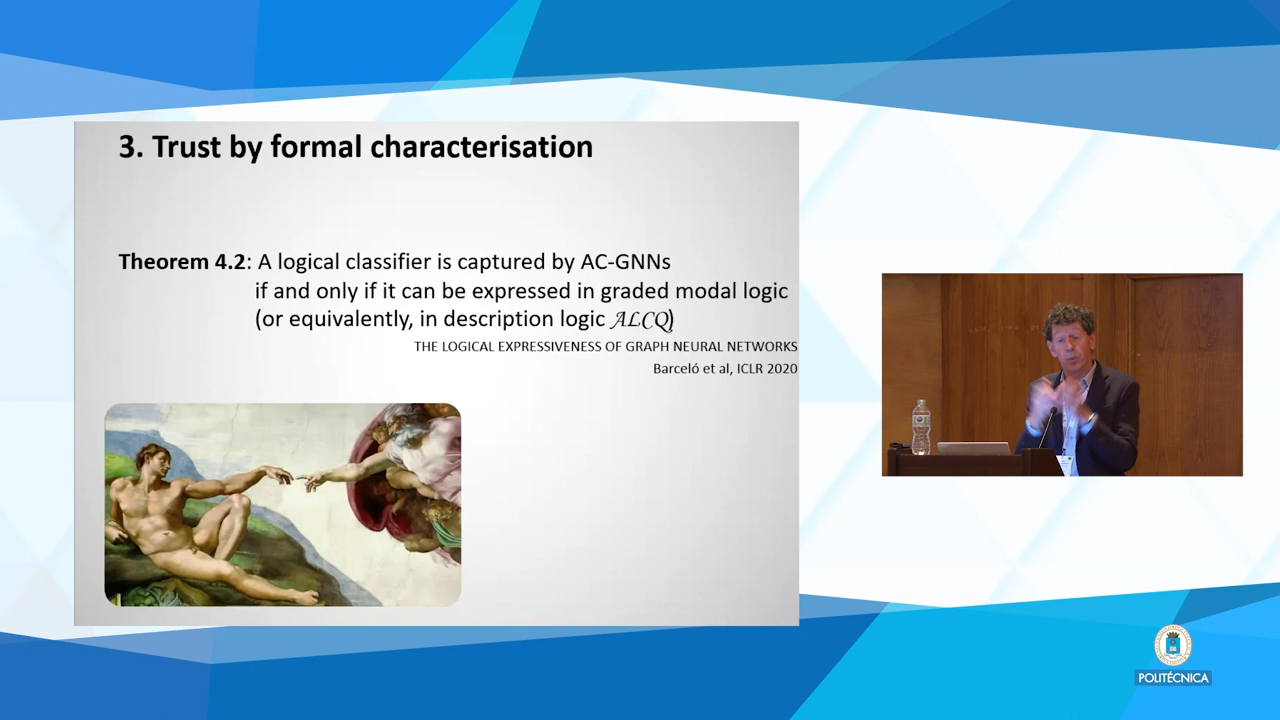 3. Trust by formal characterisation
Theorem 4.2: A logical classifier is captured by AC-GNNs
if and only if it can be expressed in graded modal logic
(or equivalently, in description logic ALCQ)
THE LOGICAL EXPRESSIVENESS OF GRAPH NEURAL NETWORKS
Barceló et al, ICLR 2020
POLITÉCNICA